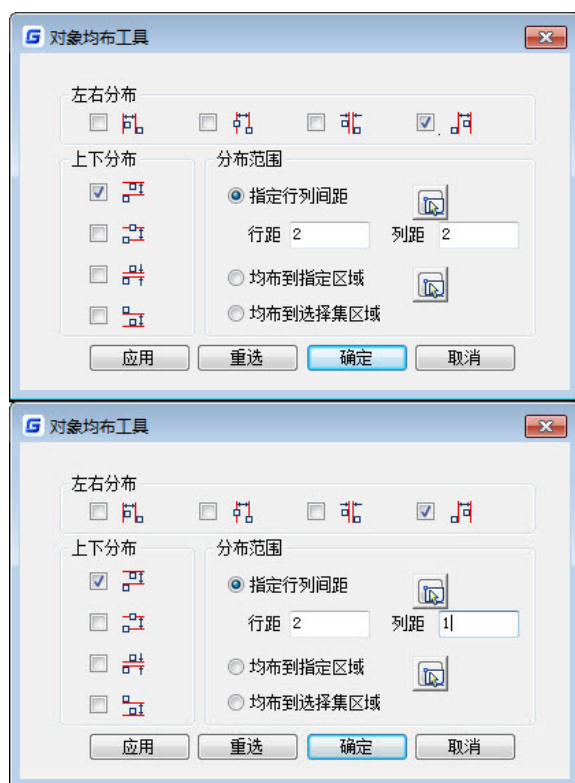 对象均布工具
左右分布
上下分布
分布范围
指定行列间距
行距 2 列距 2
均布到指定区域
均布到选择集区域
应用 重选 确定 取消
对象均布工具
左右分布
上下分布
分布范围
指定行列间距
行距 2 列距 1
均布到指定区域
均布到选择集区域
应用 重选 确定 取消